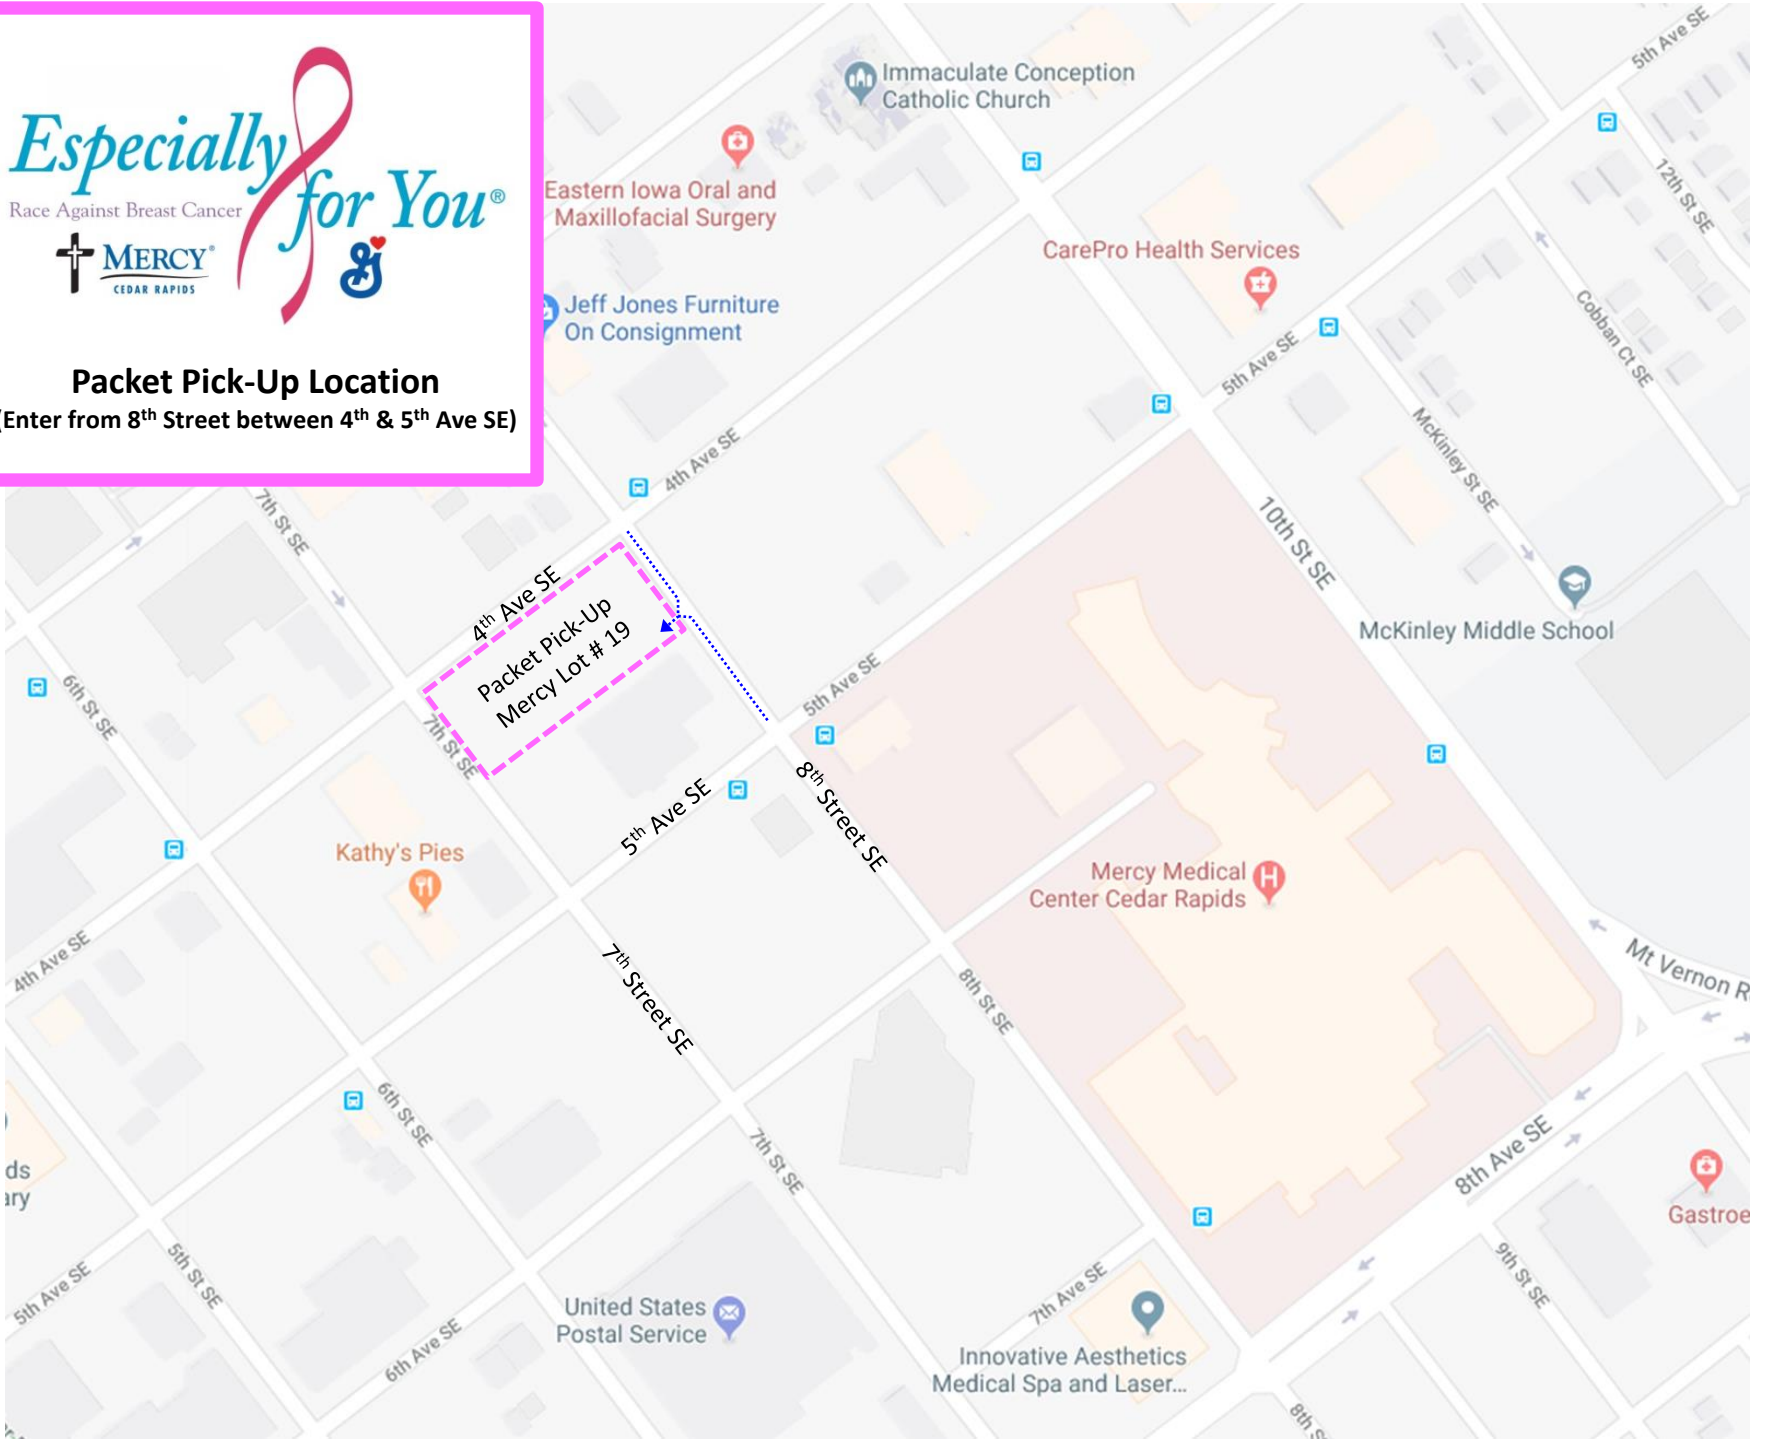 Especially
for You®
Race Against Breast Cancer
MERCY®
CEDAR RAPIDS
Packet Pick-Up Location
(Enter from 8th Street between 4th & 5th Ave SE)
Immaculate Conception
Catholic Church
5th Ave SE
12th St SE
Eastern Iowa Oral and
Maxillofacial Surgery
CarePro Health Services
Jeff Jones Furniture
On Consignment
5th Ave SE
Cobban Ct SE
McKinley St SE
4th Ave SE
7th St SE
10th St SE
4th Ave SE
Packet Pick-Up
Mercy Lot # 19
McKinley Middle School
6th St SE
7th St SE
5th Ave SE
5th Ave SE
8th Street SE
Kathy's Pies
Mercy Medical
Center Cedar Rapids
H
4th Ave SE
7th Street SE
8th St SE
Mt Vernon R
6th St SE
7th St SE
8th Ave SE
ds
ary
Gastroe
5th St SE
5th Ave SE
9th St SE
7th Ave SE
United States
Postal Service
6th Ave SE
Innovative Aesthetics
Medical Spa and Laser...
8th S